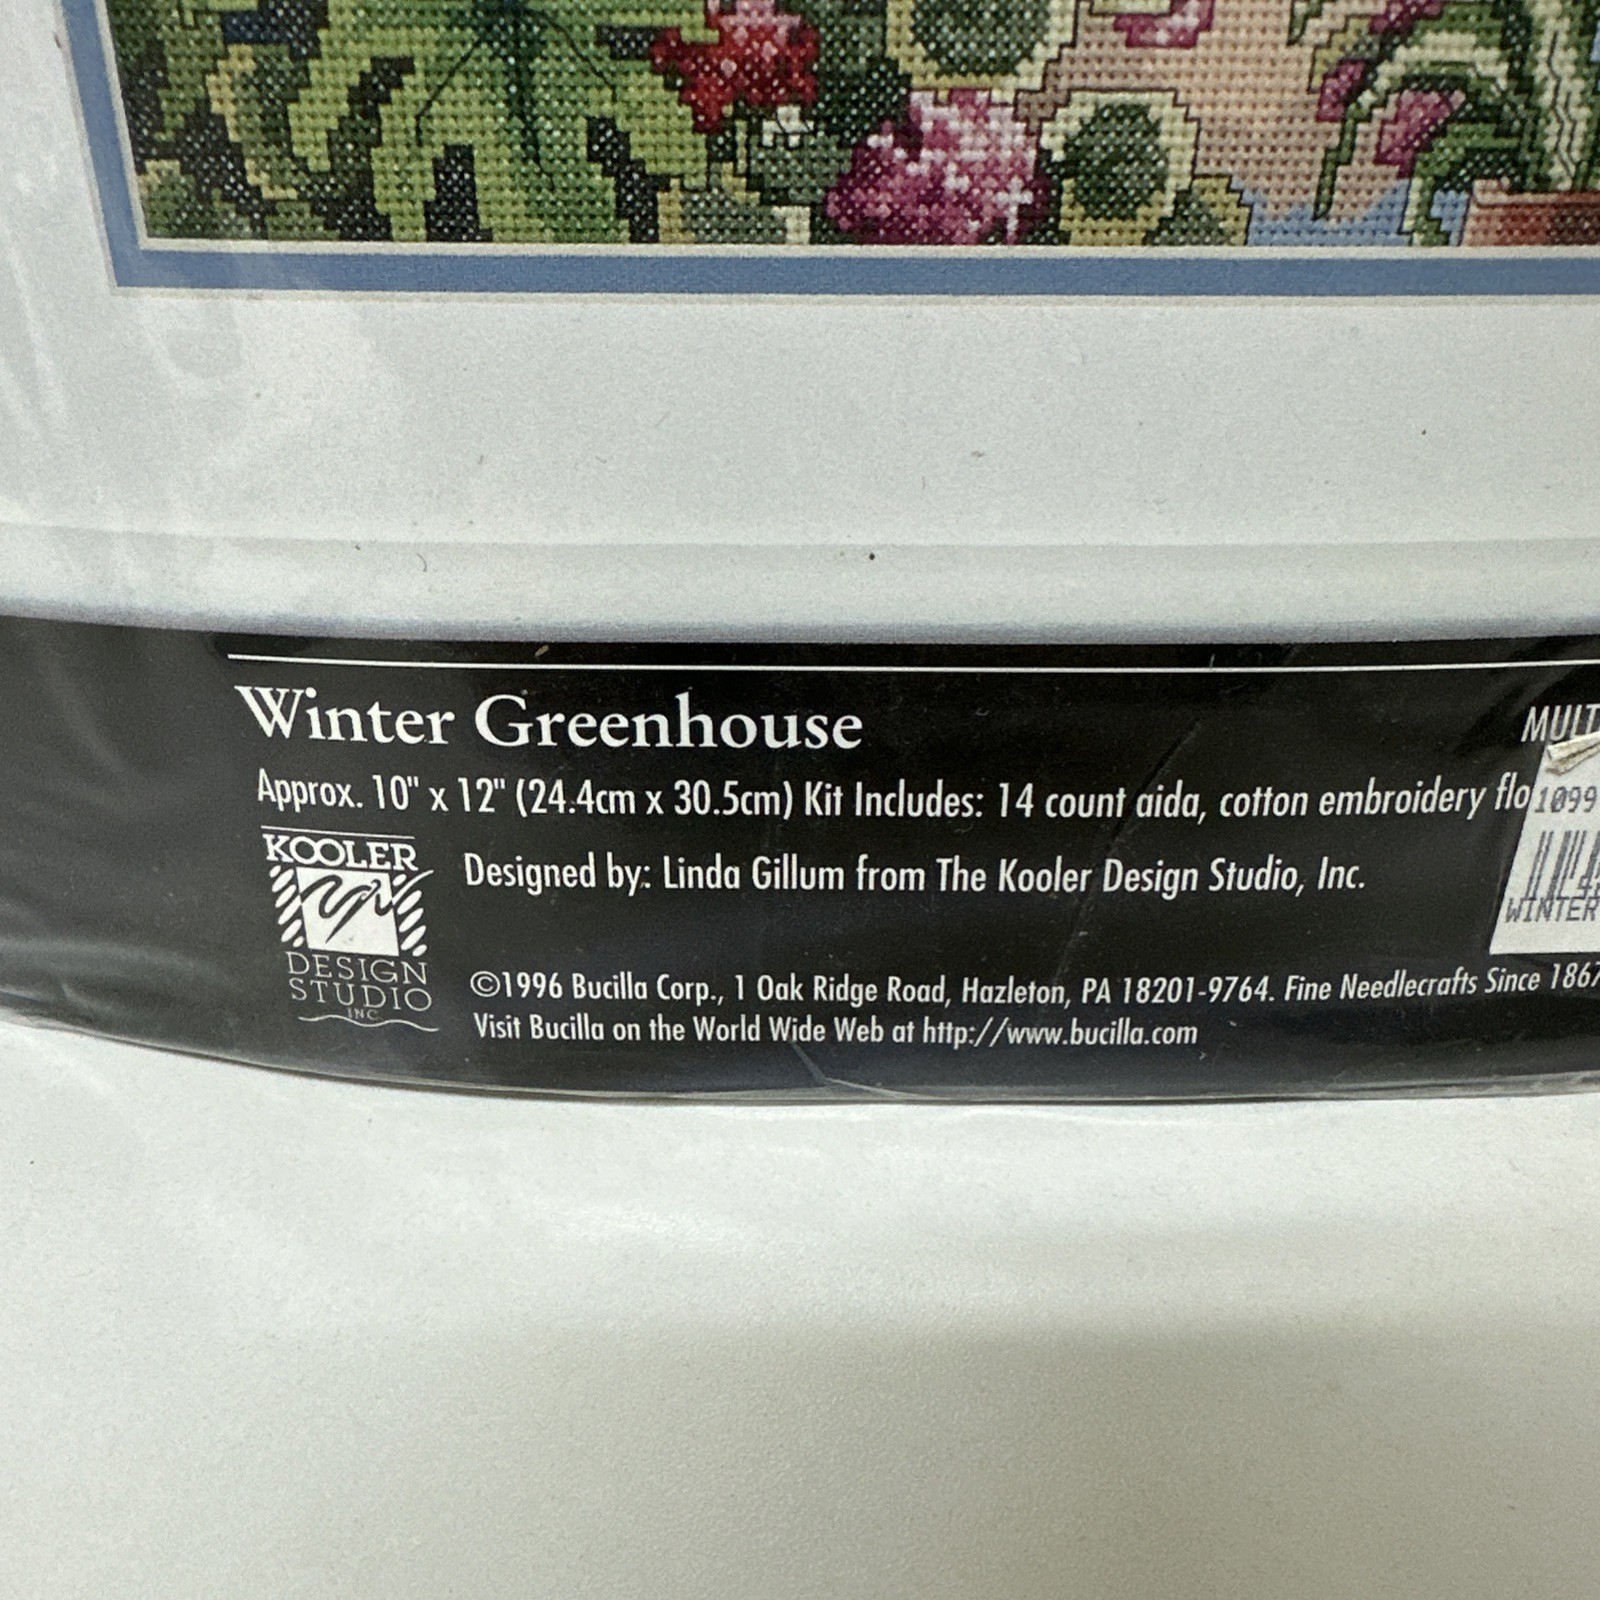 Winter Greenhouse
MULT
Approx. 10" x 12" (24.4cm x 30.5cm) Kit Includes: 14 count aida, cotton embroidery flo
1099
WINTER
KOOLER
DESIGN
STUDIO
INC.
Designed by: Linda Gillum from The Kooler Design Studio, Inc.
©1996 Bucilla Corp., 1 Oak Ridge Road, Hazleton, PA 18201-9764. Fine Needlecrafts Since 1867
Visit Bucilla on the World Wide Web at http://www.bucilla.com